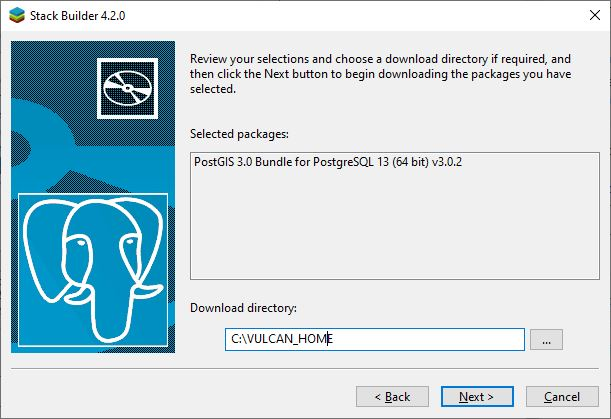 Stack Builder 4.2.0
Review your selections and choose a download directory if required, and
then click the Next button to begin downloading the packages you have
selected.
Selected packages:
PostGIS 3.0 Bundle for PostgreSQL 13 (64 bit) v3.0.2
Download directory:
C:\VULCAN_HOME
...
< Back
Next >
Cancel